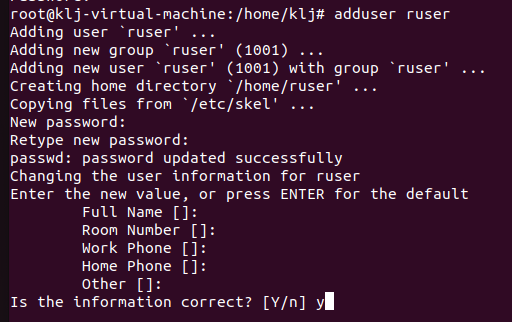 root@klj-virtual-machine:/home/klj# adduser ruser
Adding user `ruser' ...
Adding new group `ruser' (1001) ...
Adding new user `ruser' (1001) with group `ruser' ...
Creating home directory `/home/ruser' ...
Copying files from `/etc/skel' ...
New password:
Retype new password:
passwd: password updated successfully
Changing the user information for ruser
Enter the new value, or press ENTER for the default
        Full Name []:
        Room Number []:
        Work Phone []:
        Home Phone []:
        Other []:
Is the information correct? [Y/n] y